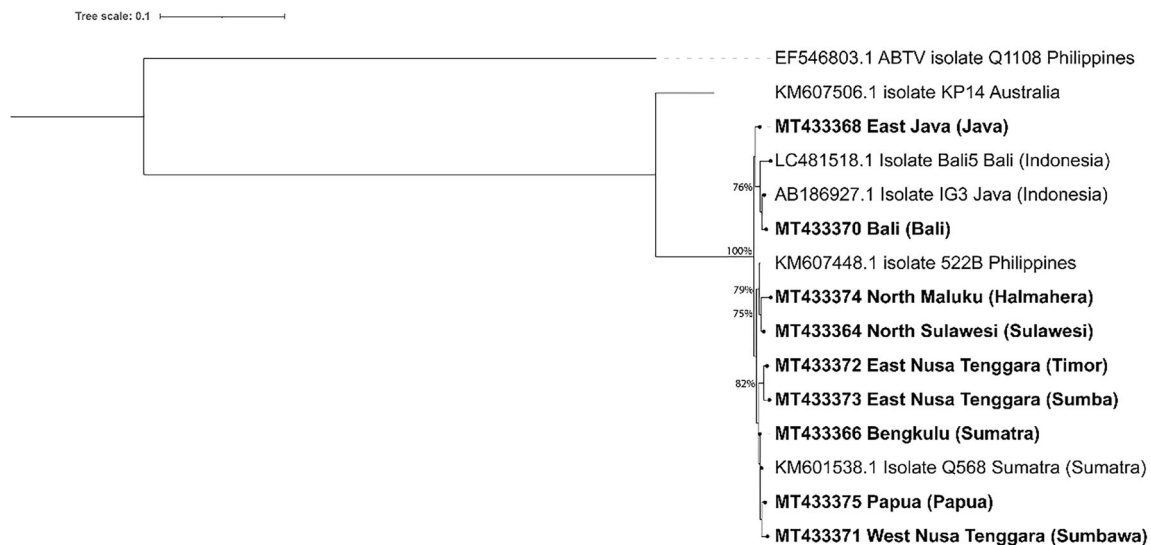 Tree scale: 0.1
EF546803.1 ABTV isolate Q1108 Philippines
KM607506.1 isolate KP14 Australia
MT433368 East Java (Java)
LC481518.1 Isolate Bali5 Bali (Indonesia)
76%
AB186927.1 Isolate IG3 Java (Indonesia)
MT433370 Bali (Bali)
100%
KM607448.1 isolate 522B Philippines
79%
MT433374 North Maluku (Halmahera)
75%
MT433364 North Sulawesi (Sulawesi)
MT433372 East Nusa Tenggara (Timor)
82%
MT433373 East Nusa Tenggara (Sumba)
MT433366 Bengkulu (Sumatra)
KM601538.1 Isolate Q568 Sumatra (Sumatra)
MT433375 Papua (Papua)
MT433371 West Nusa Tenggara (Sumbawa)